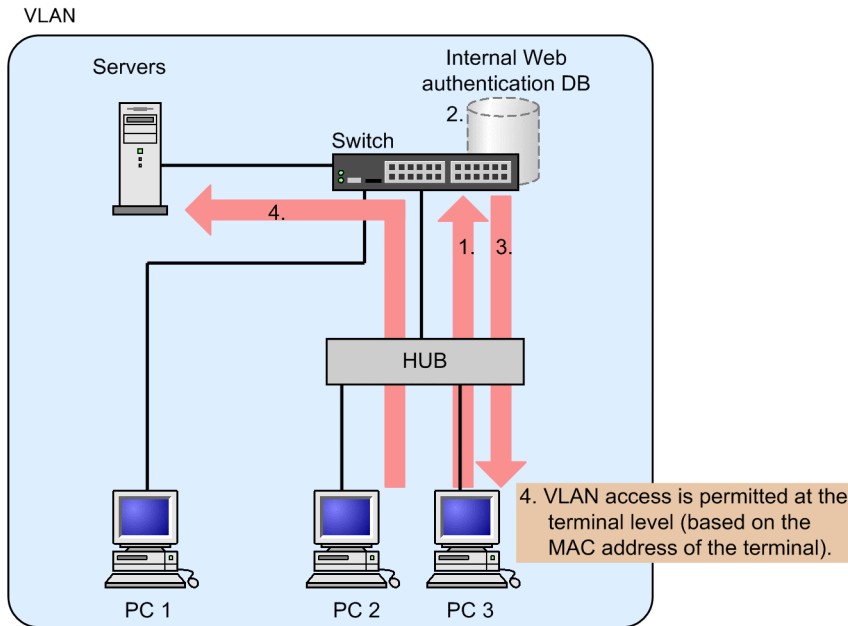 VLAN
Servers
Internal Web
authentication DB
2.
Switch
4.
1.
3.
HUB
4. VLAN access is permitted at the
terminal level (based on the
MAC address of the terminal).
PC 1
PC 2
PC 3